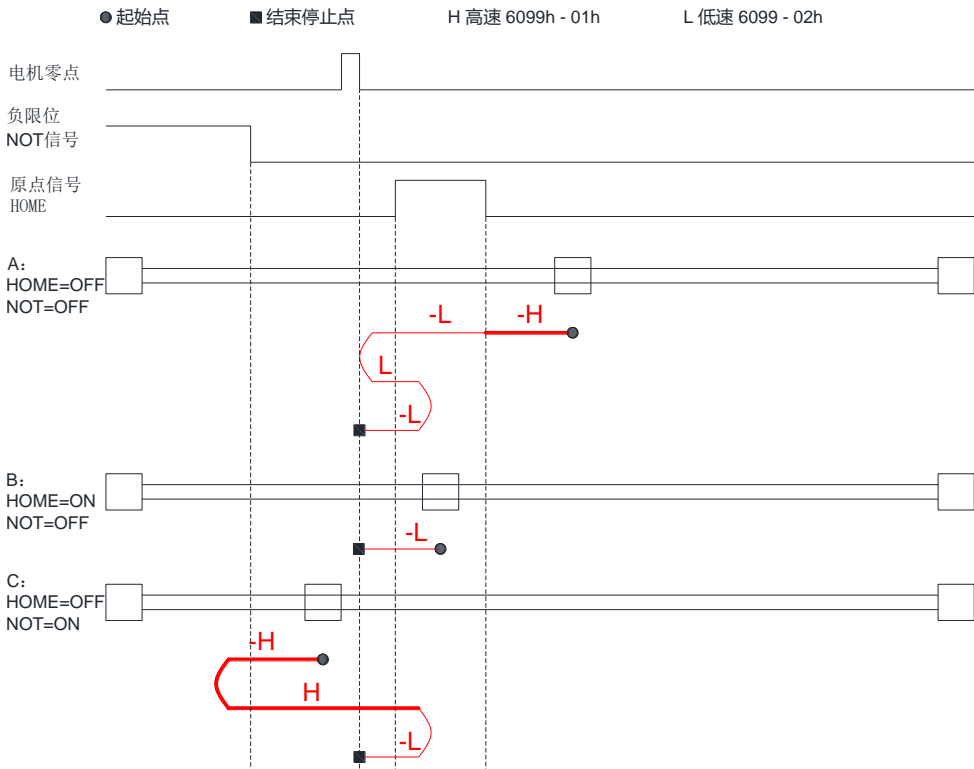 起始点 结束停止点 H 高速 6099h - 01h L 低速 6099 - 02h
电机零点
负限位
NOT信号
原点信号
HOME
A:
HOME=OFF
NOT=OFF
-L -H
L
-L
B:
HOME=ON
NOT=OFF
-L
C:
HOME=OFF
NOT=ON
-H
H
-L